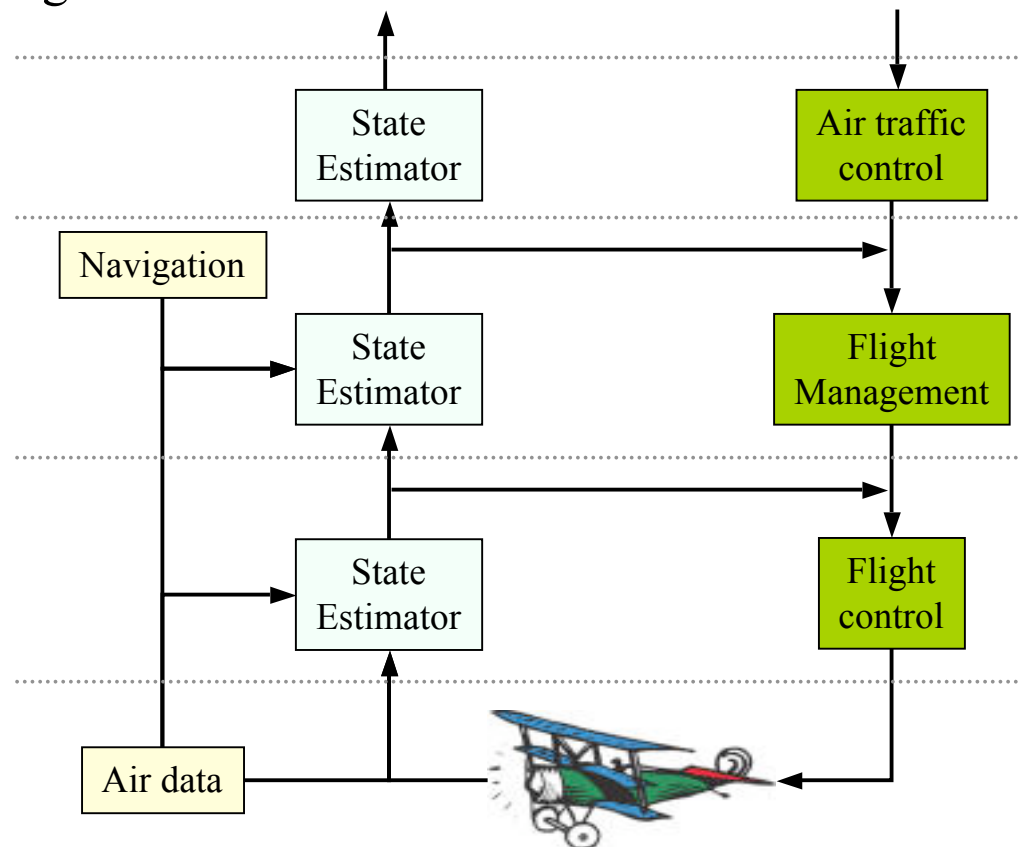 State
Estimator
Air traffic
control
Navigation
State
Estimator
Flight
Management
State
Estimator
Flight
control
Air data